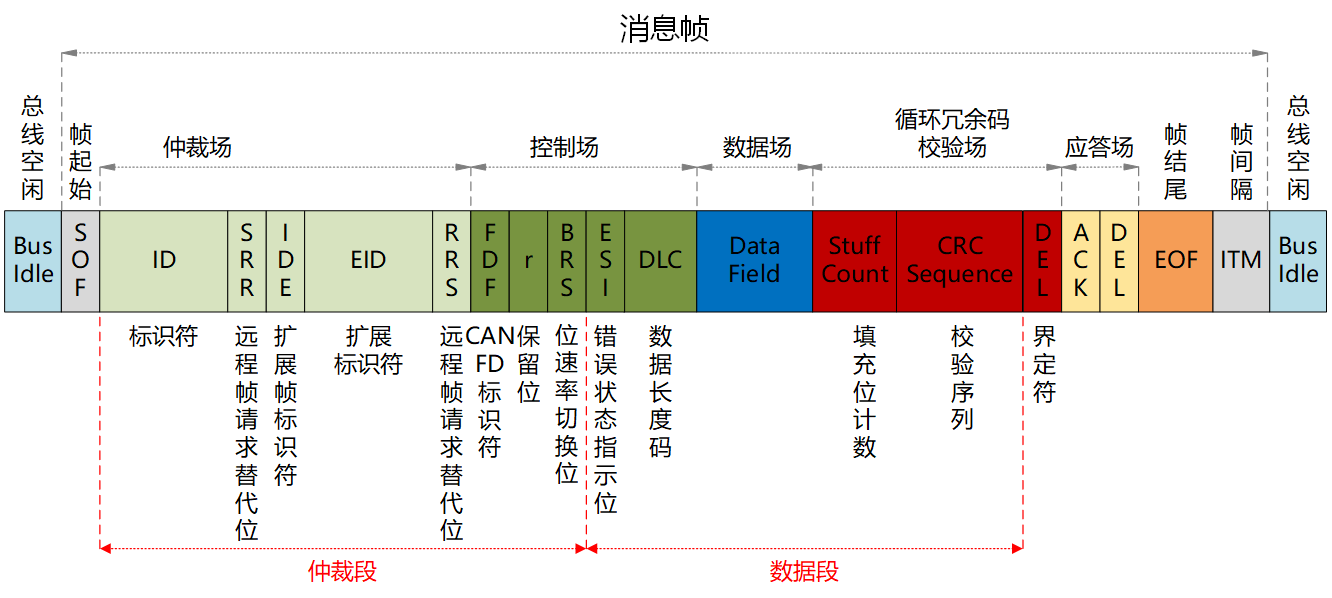 消息帧
总线空闲
帧起始
仲裁场
控制场
数据场
循环冗余码
校验场
应答场
帧结尾
帧间隔
总线空闲
Bus
Idle
SOF
ID
SRR
IDE
EID
RRS
FDF
r
BRS
ESI
DLC
Data
Field
Stuff
Count
CRC
Sequence
DEL
ACK
DEL
EOF
ITM
Bus
Idle
标识符
远程帧请求替代位
扩展帧标识符
扩展
标识符
远程帧请求替代位
CAN
FD
标识符
保留位
位速率切换位
错误状态指示位
数据长度码
填充位计数
校验序列
界定符
仲裁段
数据段